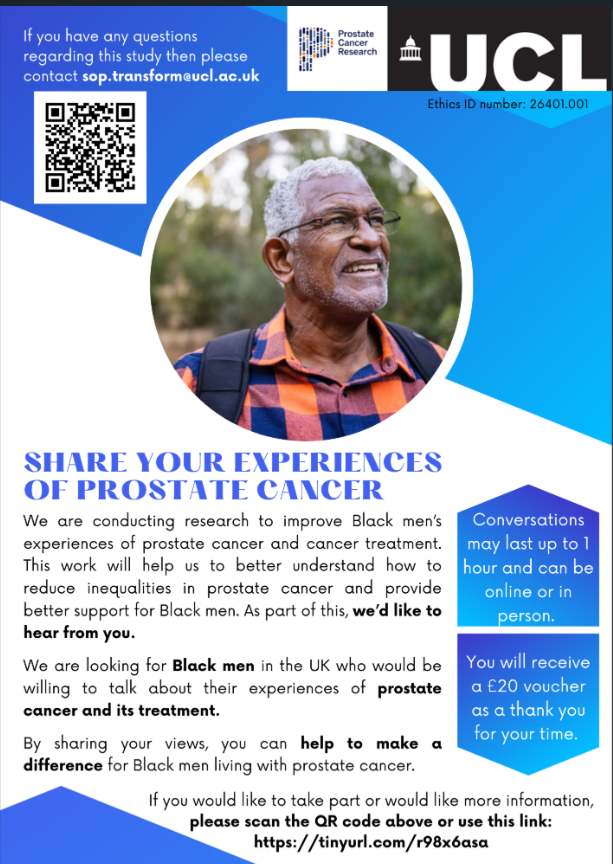 If you have any questions
regarding this study then please
contact sop.transform@ucl.ac.uk
Prostate
Cancer
Research
UCL
Ethics ID number: 26401.001
SHARE YOUR EXPERIENCES
OF PROSTATE CANCER
We are conducting research to improve Black men's
experiences of prostate cancer and cancer treatment.
This work will help us to better understand how to
reduce inequalities in prostate cancer and provide
better support for Black men. As part of this, we'd like to
hear from you.
We are looking for Black men in the UK who would be
willing to talk about their experiences of prostate
cancer and its treatment.
By sharing your views, you can help to make a
difference for Black men living with prostate cancer.
Conversations
may last up to 1
hour and can be
online or in
person.
You will receive
a £20 voucher
as a thank you
for your time.
If you would like to take part or would like more information,
please scan the QR code above or use this link:
https://tinyurl.com/r98x6asa